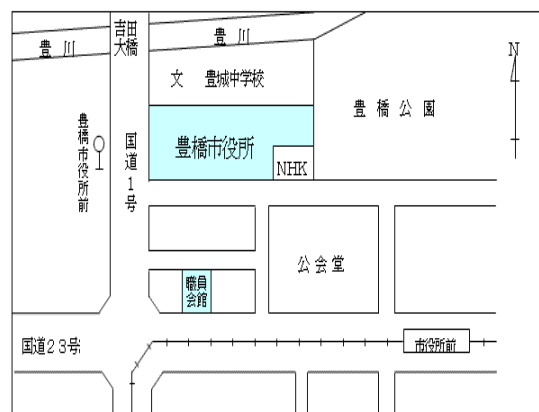 吉田
大橋
豊川
豊川
N
文 豊城中学校
豊橋公園
豊橋市役所前
国道1号
豊橋市役所
NHK
公会堂
職員
会館
国道23号
市役所前